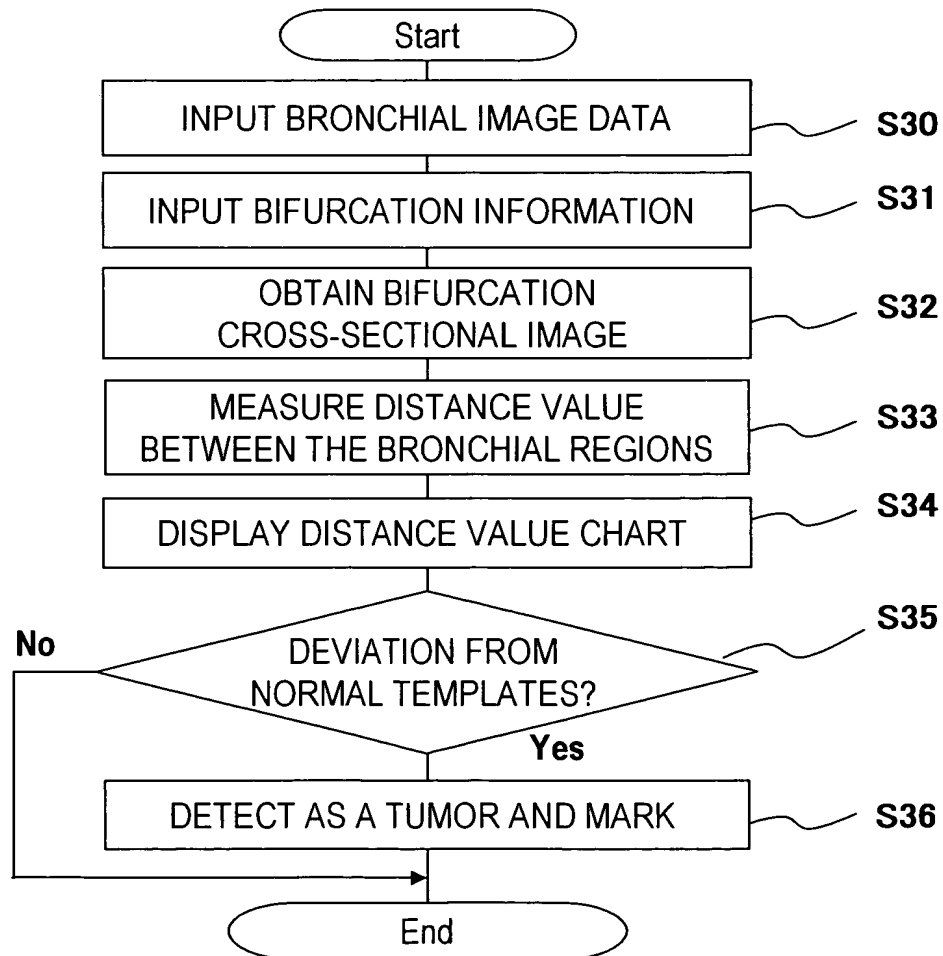 Start
INPUT BRONCHIAL IMAGE DATA
S30
INPUT BIFURCATION INFORMATION
S31
OBTAIN BIFURCATION
CROSS-SECTIONAL IMAGE
S32
MEASURE DISTANCE VALUE
BETWEEN THE BRONCHIAL REGIONS
S33
DISPLAY DISTANCE VALUE CHART
S34
DEVIATION FROM
NORMAL TEMPLATES?
S35
No
Yes
DETECT AS A TUMOR AND MARK
S36
End